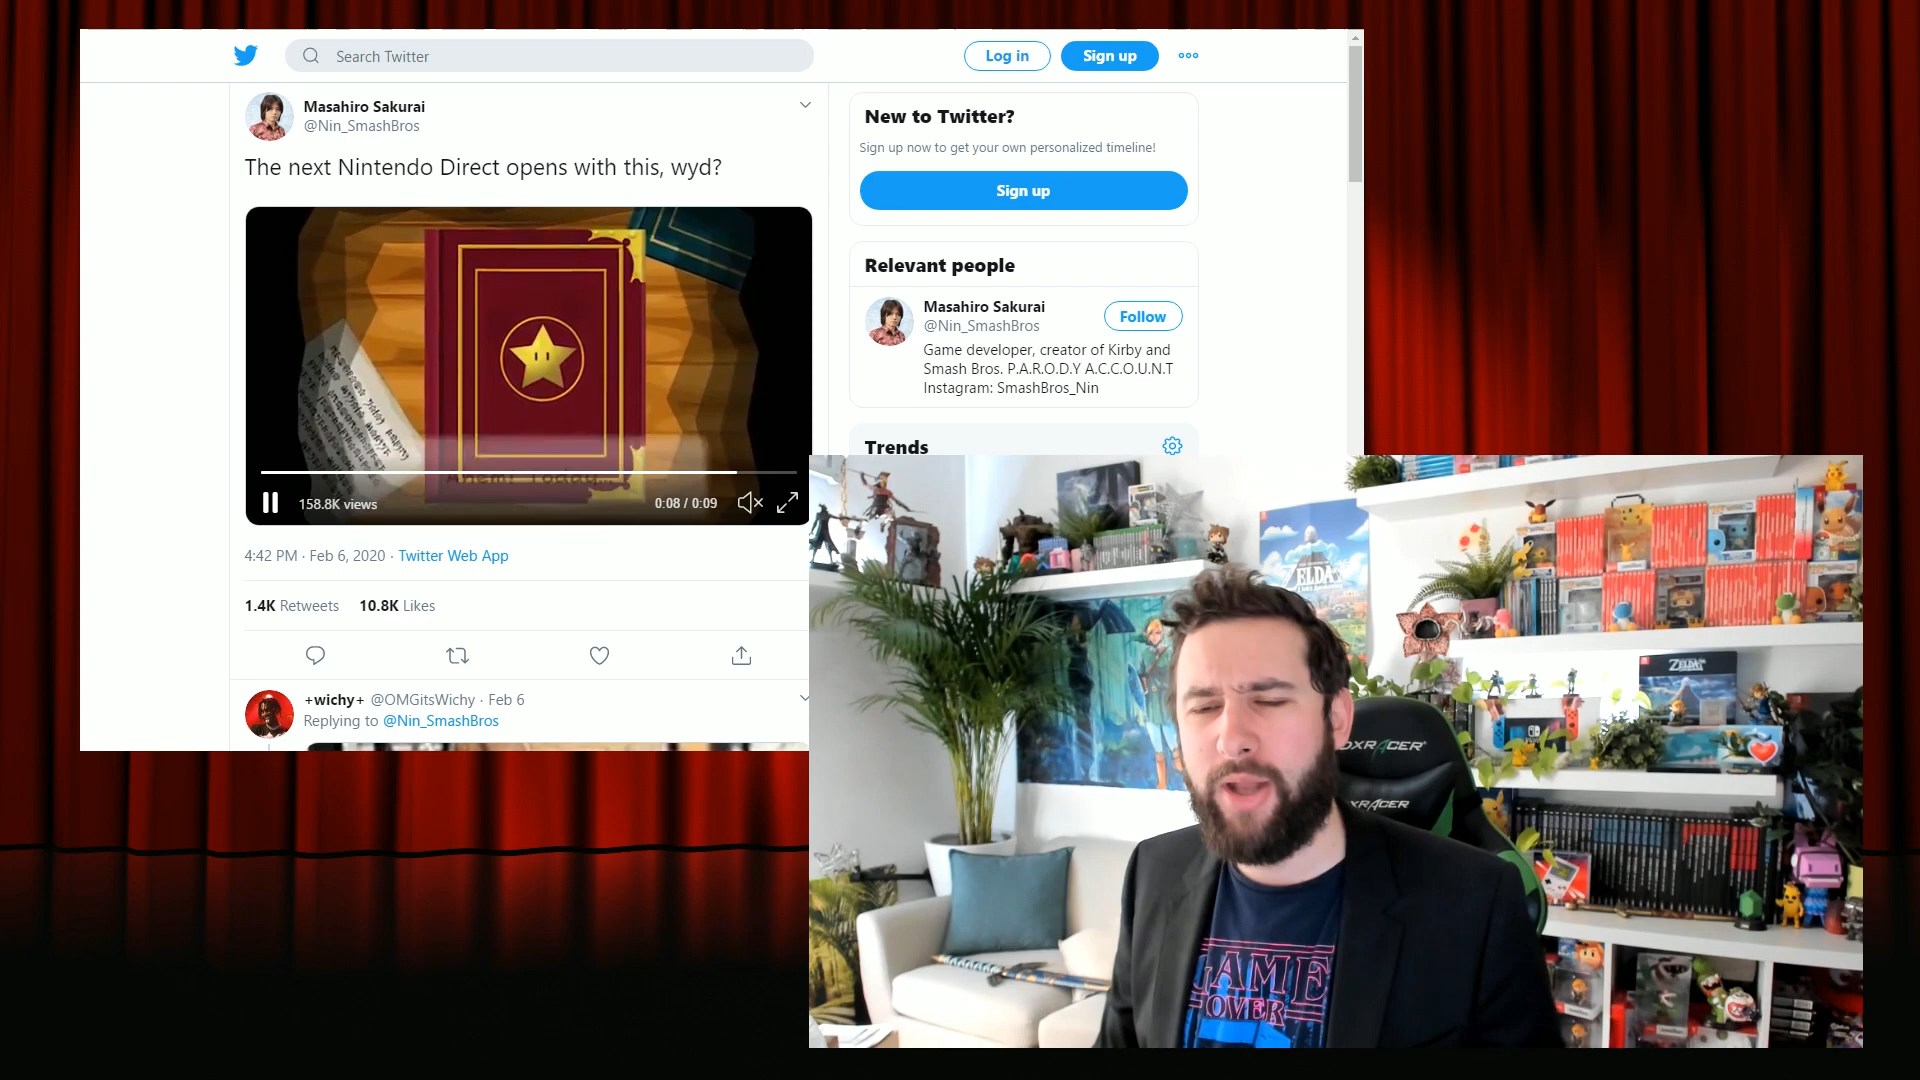 Search Twitter
Log in
Sign up
Masahiro Sakurai
@Nin_SmashBros
The next Nintendo Direct opens with this, wyd?
158.8K views
0:08 / 0:09
4:42 PM · Feb 6, 2020 · Twitter Web App
1.4K Retweets 10.8K Likes
+wichy+ @OMGitsWichy · Feb 6
Replying to @Nin_SmashBros
New to Twitter?
Sign up now to get your own personalized timeline!
Sign up
Relevant people
Masahiro Sakurai
@Nin_SmashBros
Follow
Game developer, creator of Kirby and
Smash Bros. P.A.R.O.D.Y A.C.C.O.U.N.T
Instagram: SmashBros_Nin
Trends
ZELDA
ZELDA
DXRACER
DXRACER
GAME
OVER